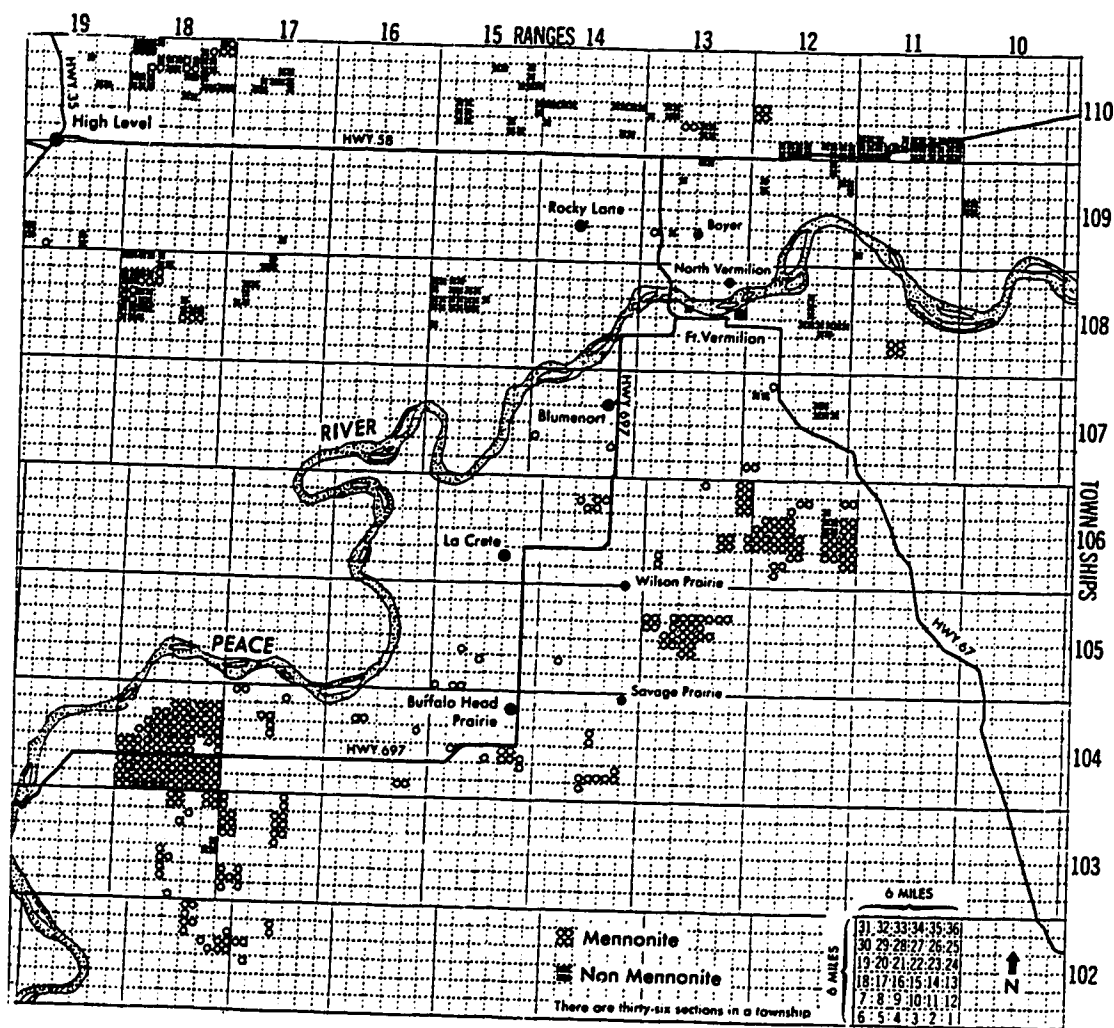 19 18 17 16 15 RANGES 14 13 12 11 10
HWY. 35
High Level
HWY.58
110
Rocky Lane
Boyer
109
North Vermilion
108
Ft. Vermilian
HWY. 697
Blumenort
107
RIVER
TOWNSHIPS
La Crete
106
Wilson Prairie
HWY.67
105
PEACE
Savage Prairie
Buffalo Head
Prairie
HWY.697
104
103
6 MILES
6 MILES
31 32 33 34 35 36
30 29 28 27 26 25
19 20 21 22 23 24
18 17 16 15 14 13
7 8 9 10 11 12
6 5 4 3 2 1
N
102
Mennonite
Non Mennonite
There are thirty-six sections in a township